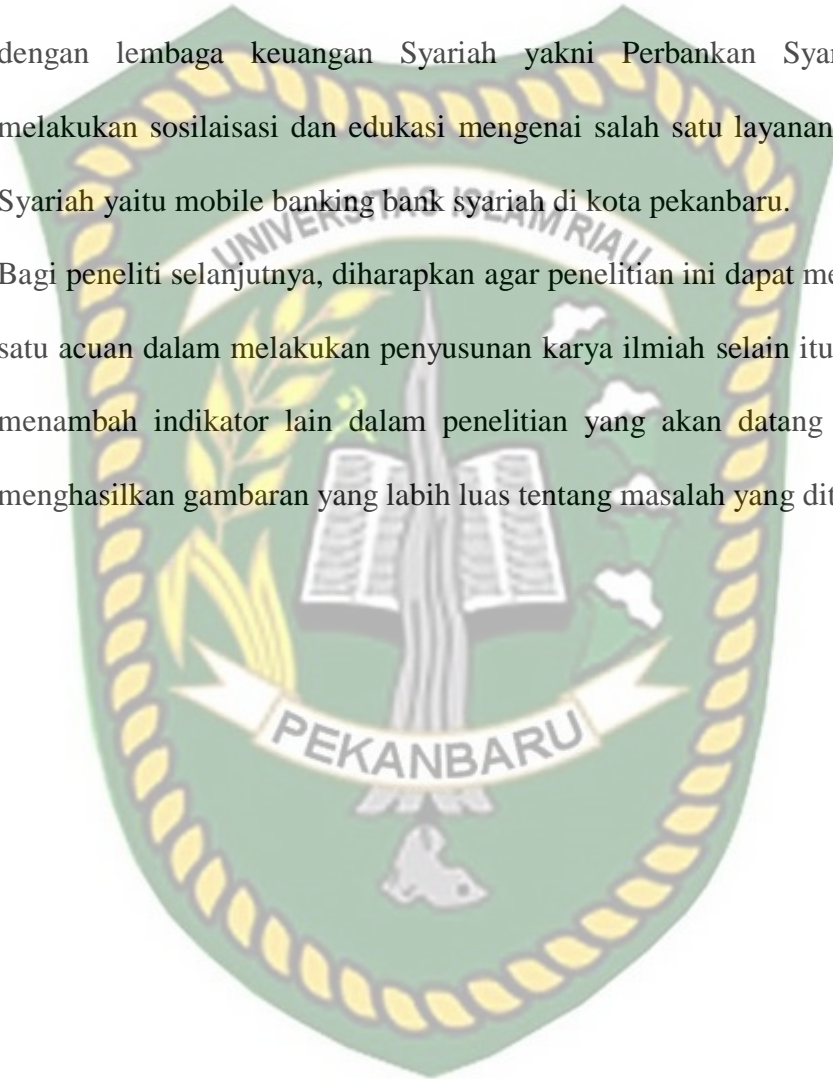 dengan lembaga keuangan Syariah yakni Perbankan Syar
melakukan sosilaisasi dan edukasi mengenai salah satu layanan
Syariah yaitu mobile banking bank syariah di kota pekanbaru.
UNIVERSITAS ISLAM RIAU
Bagi peneliti selanjutnya, diharapkan agar penelitian ini dapat me
satu acuan dalam melakukan penyusunan karya ilmiah selain itu
menambah indikator lain dalam penelitian yang akan datang
menghasilkan gambaran yang labih luas tentang masalah yang dit
PEKANBARU